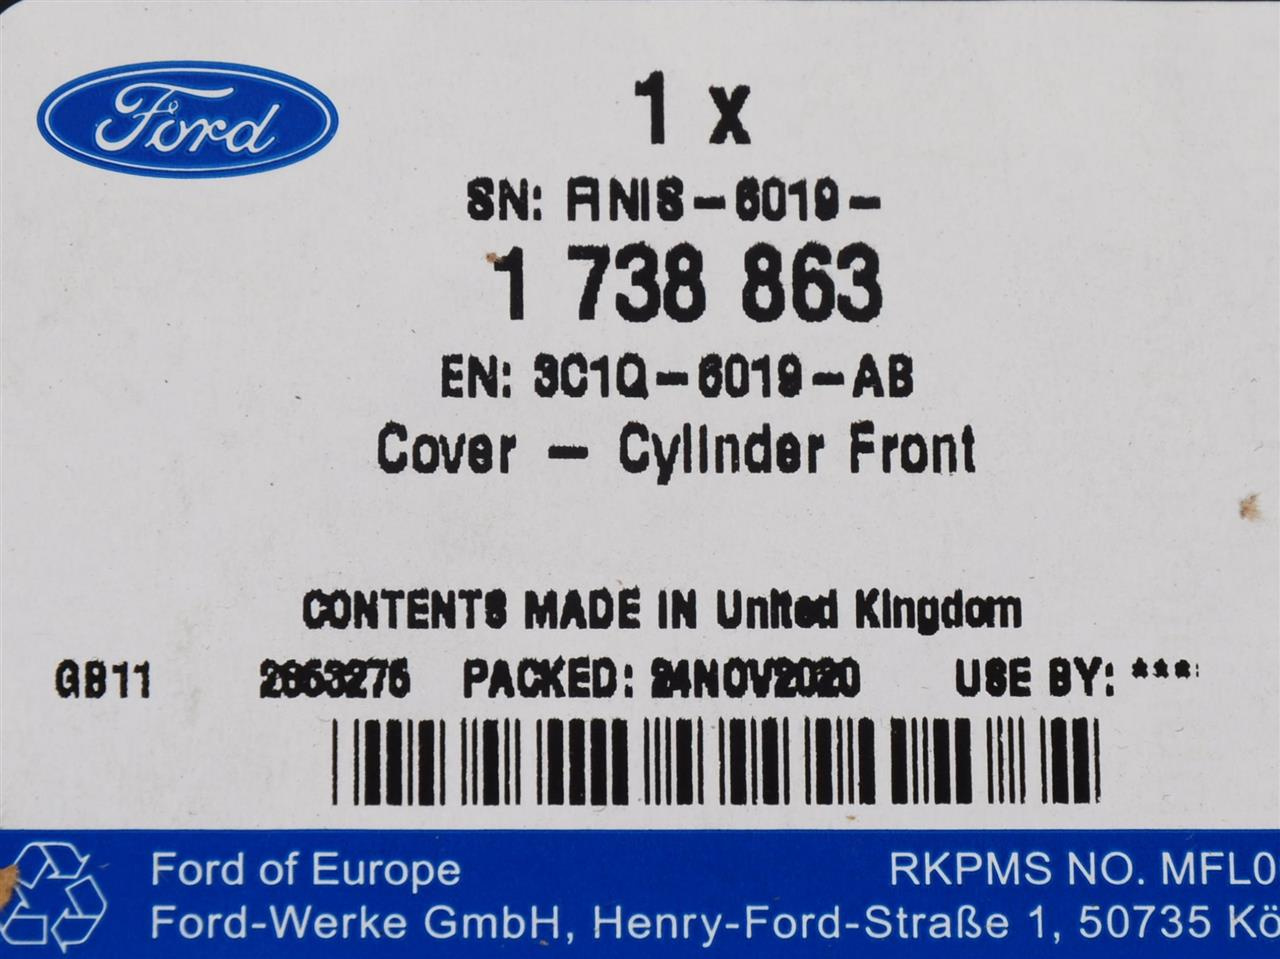 Ford
1 x
SN: ANIS-6019-
1 738 863
EN: 3C1Q-6019-AB
Cover - Cylinder Front
CONTENTS MADE IN United Kingdom
GB11 2653275 PACKED: 24NOV2020 USE BY: ***
Ford of Europe RKPMS NO. MFL0
Ford-Werke GmbH, Henry-Ford-Straße 1, 50735 Kö